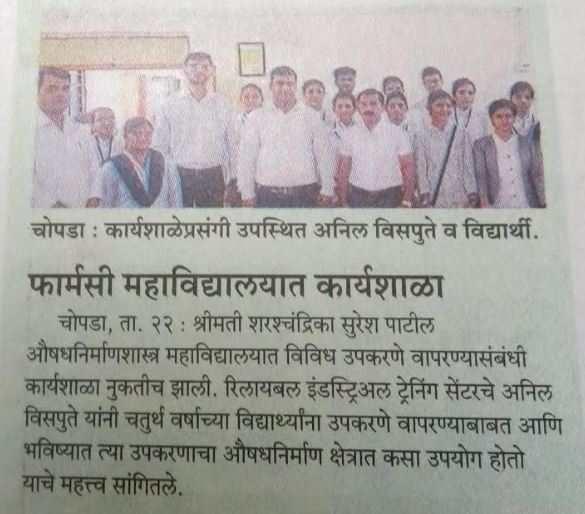 चोपडा : कार्यशाळेप्रसंगी उपस्थित अनिल विसपुते व विद्यार्थी.
फार्मसी महाविद्यालयात कार्यशाळा
चोपडा, ता. २२ : श्रीमती शरश्चंद्रिका सुरेश पाटील
औषधनिर्माणशास्त्र महाविद्यालयात विविध उपकरणे वापरण्यासंबंधी
कार्यशाळा नुकतीच झाली. रिलायबल इंडस्ट्रिअल ट्रेनिंग सेंटरचे अनिल
विसपुते यांनी चतुर्थ वर्षाच्या विद्यार्थ्यांना उपकरणे वापरण्याबाबत आणि
भविष्यात त्या उपकरणाचा औषधनिर्माण क्षेत्रात कसा उपयोग होतो
याचे महत्त्व सांगितले.